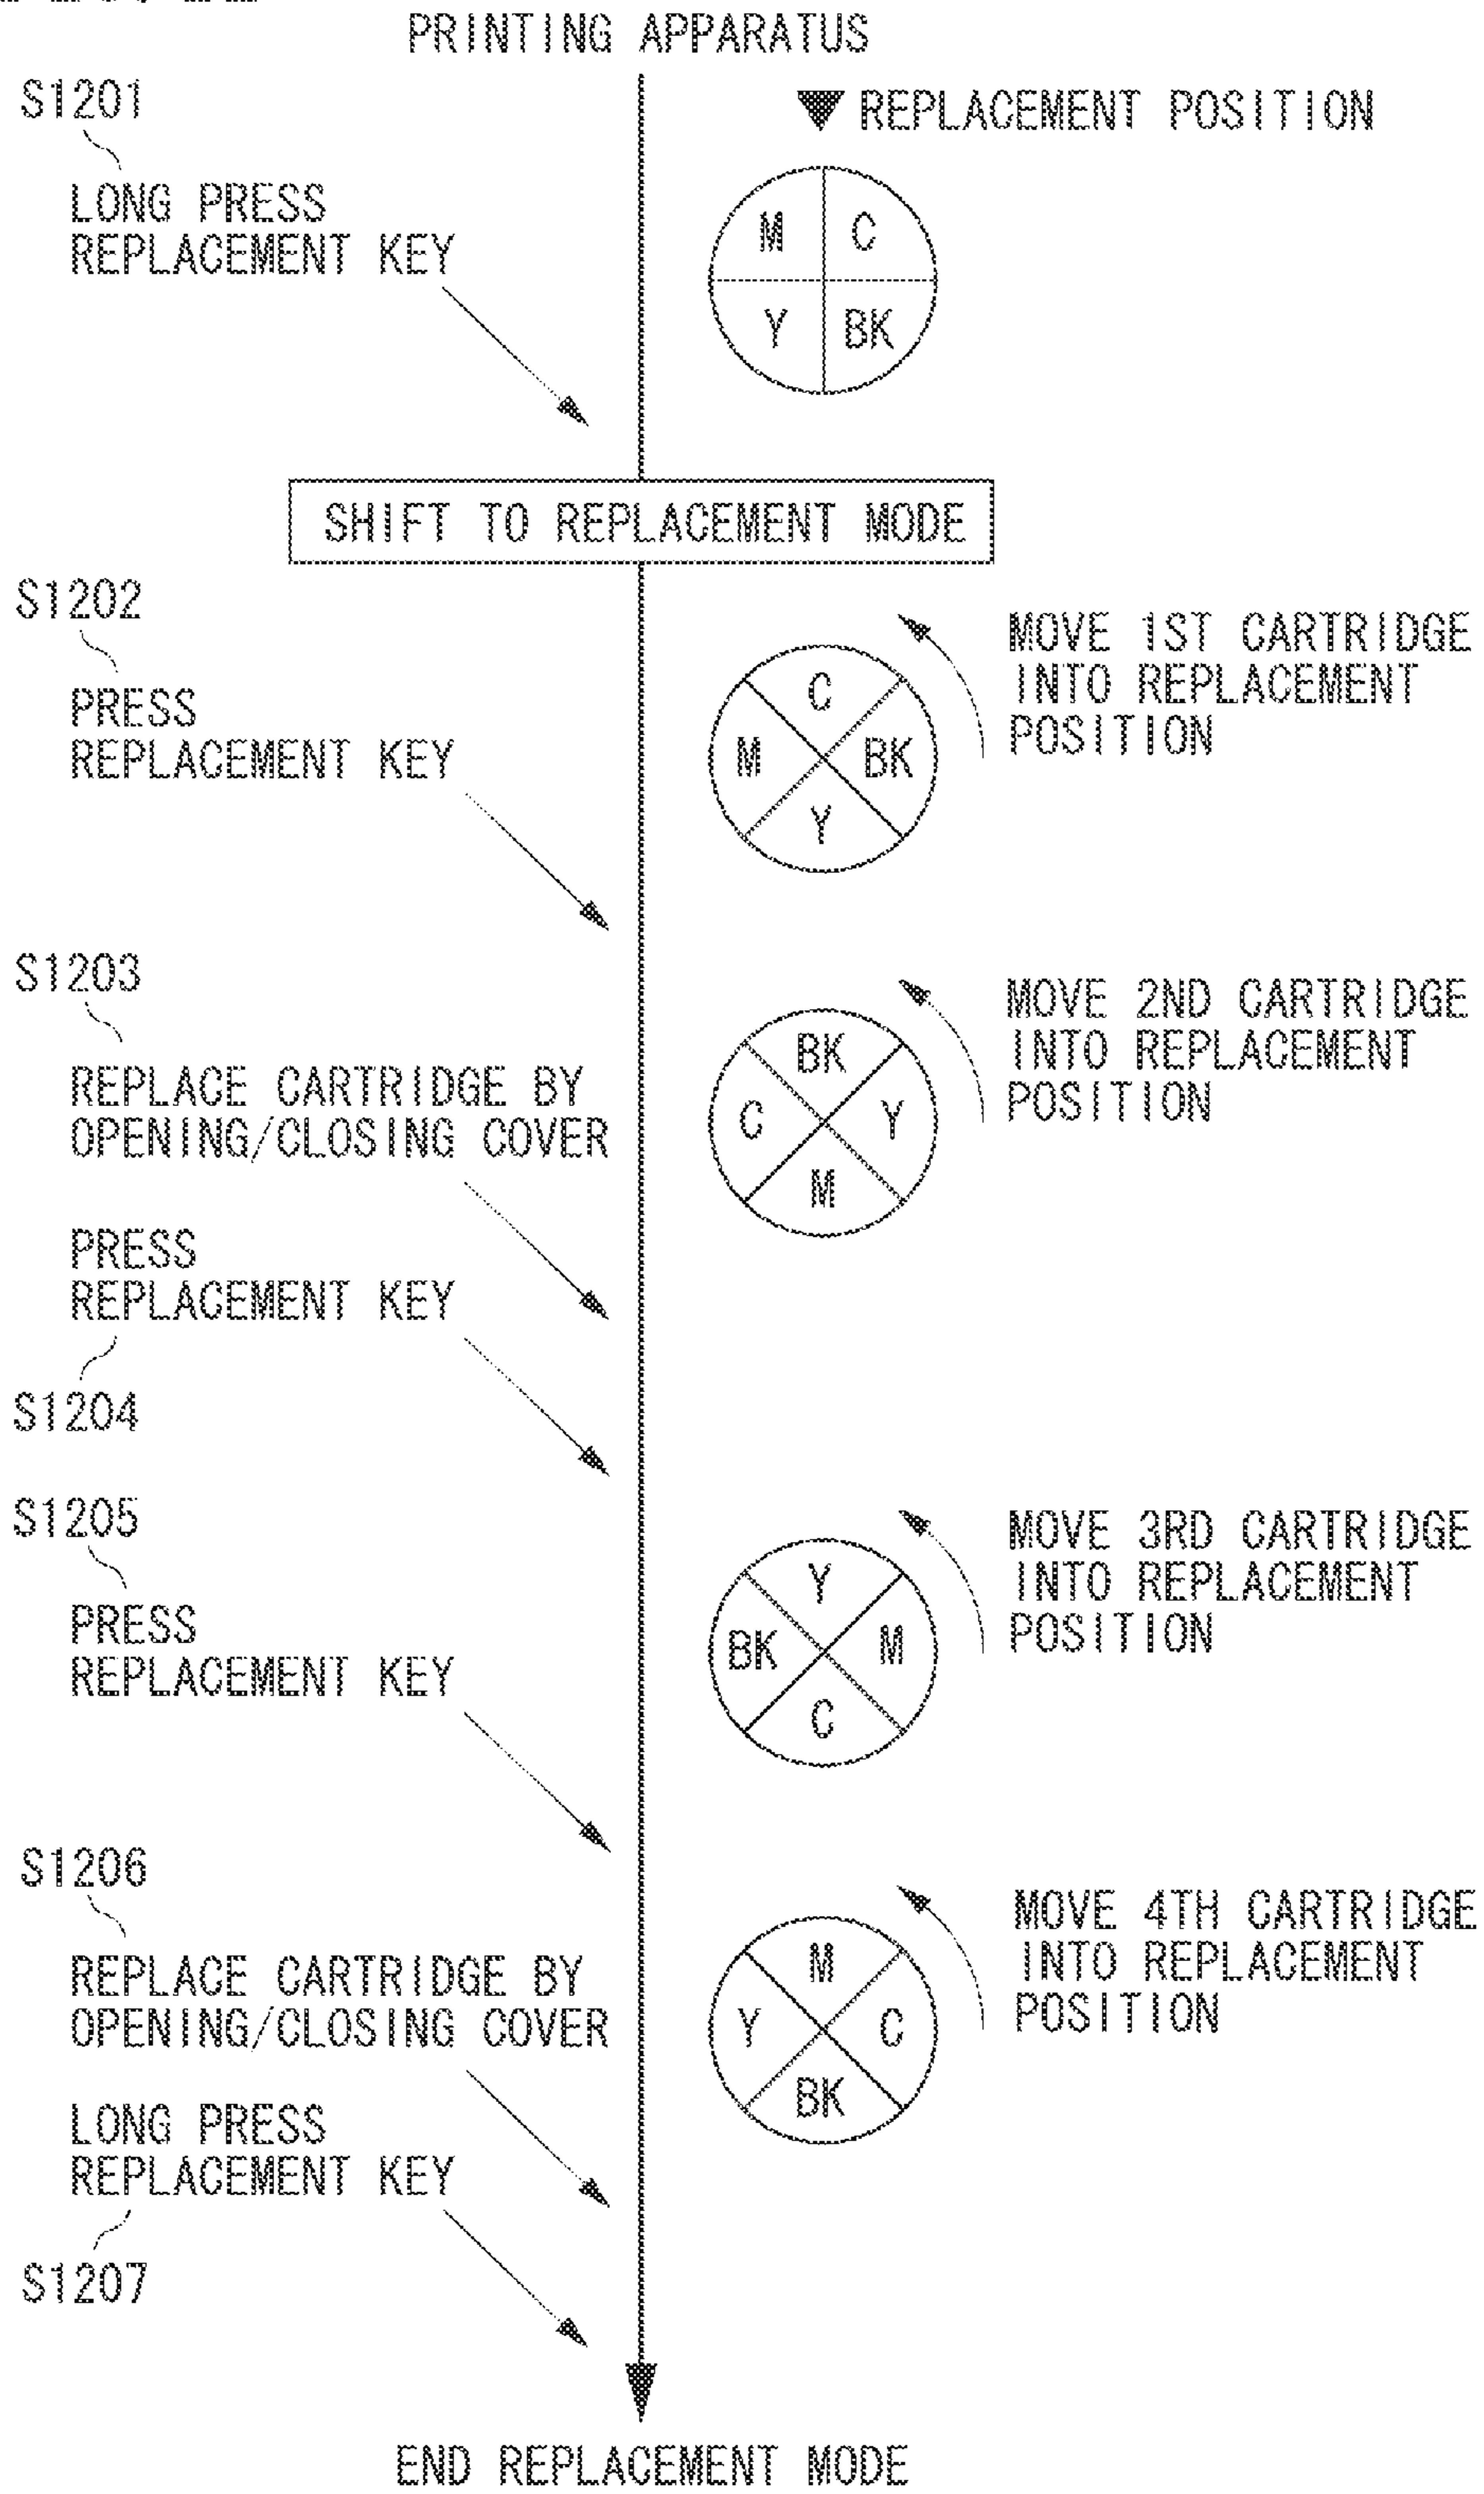 PRINTING APPARATUS
S1201
▼ REPLACEMENT POSITION
LONG PRESS
REPLACEMENT KEY
M C
Y BK
SHIFT TO REPLACEMENT MODE
S1202
PRESS
REPLACEMENT KEY
C
M BK
Y
MOVE 1ST CARTRIDGE
INTO REPLACEMENT
POSITION
S1203
REPLACE CARTRIDGE BY
OPENING/CLOSING COVER
BK
C Y
M
MOVE 2ND CARTRIDGE
INTO REPLACEMENT
POSITION
PRESS
REPLACEMENT KEY
S1204
S1205
PRESS
REPLACEMENT KEY
Y
BK M
C
MOVE 3RD CARTRIDGE
INTO REPLACEMENT
POSITION
S1206
REPLACE CARTRIDGE BY
OPENING/CLOSING COVER
M
Y C
BK
MOVE 4TH CARTRIDGE
INTO REPLACEMENT
POSITION
LONG PRESS
REPLACEMENT KEY
S1207
END REPLACEMENT MODE